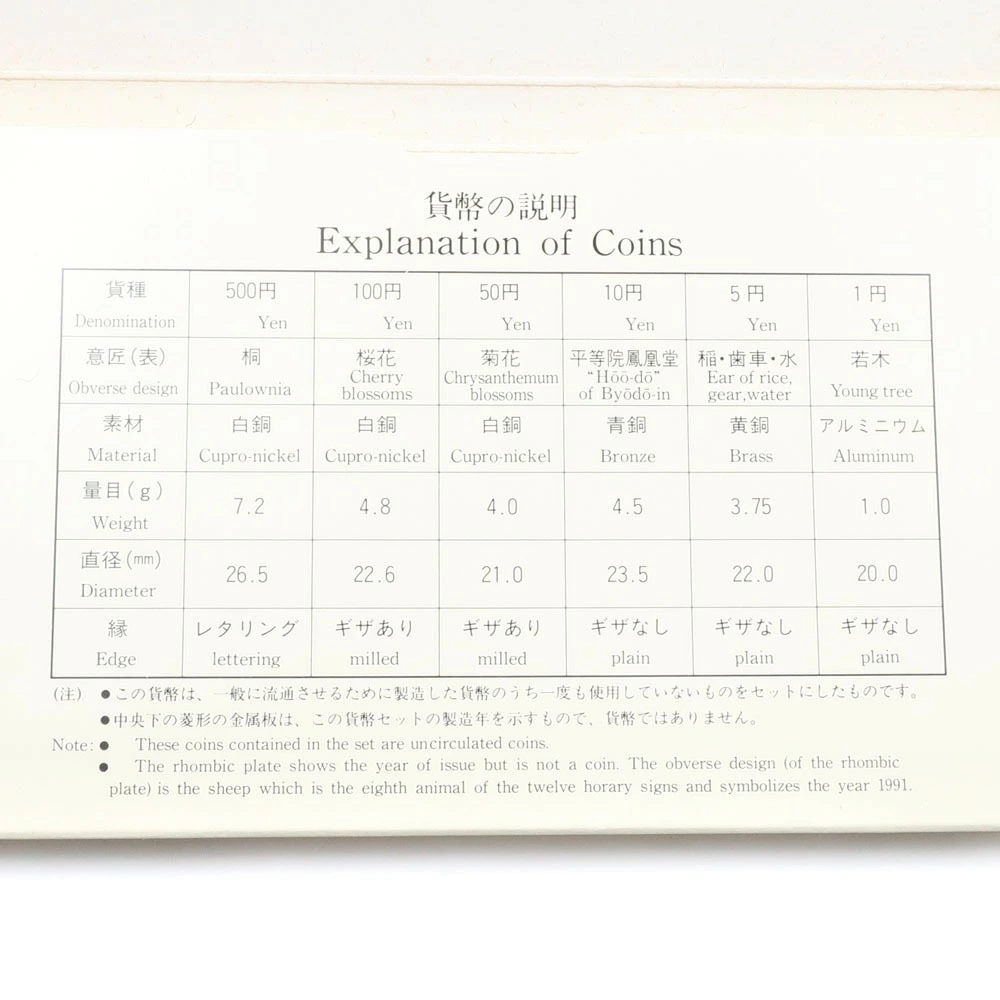 貨幣の説明
Explanation of Coins
貨種 500円 100円 50円 10円 5円 1円
Denomination Yen Yen Yen Yen Yen Yen
意匠(表) 桐 桜花 菊花 平等院鳳凰堂 稲・歯車・水 若木
Obverse design Paulownia Cherry blossoms Chrysanthemum blossoms "Hōō-dō" of Byōdō-in Ear of rice, gear,water Young tree
素材 白銅 白銅 白銅 青銅 黄銅 アルミニウム
Material Cupro-nickel Cupro-nickel Cupro-nickel Bronze Brass Aluminum
量目(g) 7.2 4.8 4.0 4.5 3.75 1.0
Weight
直径(mm) 26.5 22.6 21.0 23.5 22.0 20.0
Diameter
縁 レタリング ギザあり ギザあり ギザなし ギザなし ギザなし
Edge lettering milled milled plain plain plain
(注) ●この貨幣は、一般に流通させるために製造した貨幣のうち一度も使用していないものをセットにしたものです。
●中央下の菱形の金属板は、この貨幣セットの製造年を示すもので、貨幣ではありません。
Note: ● These coins contained in the set are uncirculated coins.
● The rhombic plate shows the year of issue but is not a coin. The obverse design (of the rhombic
plate) is the sheep which is the eighth animal of the twelve horary signs and symbolizes the year 1991.